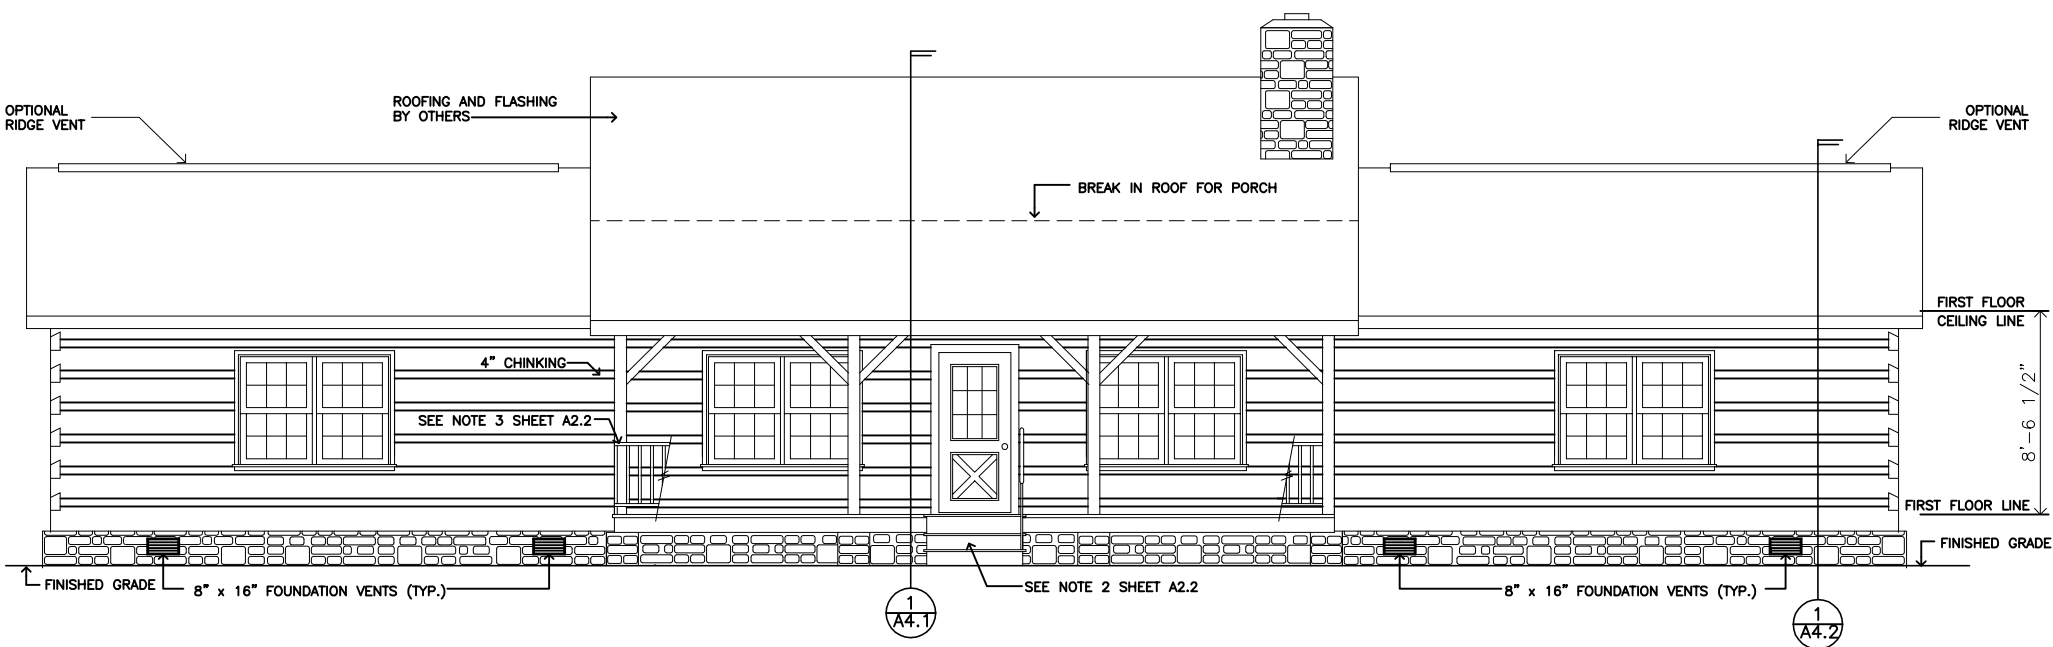 OPTIONAL
RIDGE VENT
ROOFING AND FLASHING
BY OTHERS
OPTIONAL
RIDGE VENT
BREAK IN ROOF FOR PORCH
FIRST FLOOR
CEILING LINE
4" CHINKING
8'-6 1/2"
SEE NOTE 3 SHEET A2.2
FIRST FLOOR LINE
FINISHED GRADE
FINISHED GRADE
8" x 16" FOUNDATION VENTS (TYP.)
SEE NOTE 2 SHEET A2.2
8" x 16" FOUNDATION VENTS (TYP.)
1
A4.1
1
A4.2